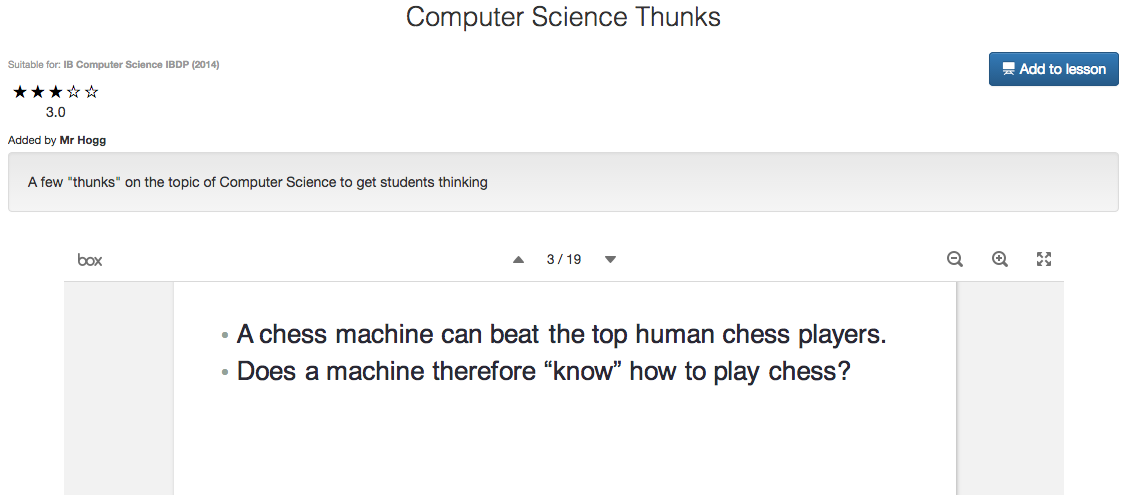 Computer Science Thunks
Suitable for: IB Computer Science IBDP (2014)
Add to lesson
3.0
Added by Mr Hogg
A few "thunks" on the topic of Computer Science to get students thinking
box
3 / 19
• A chess machine can beat the top human chess players.
• Does a machine therefore “know” how to play chess?